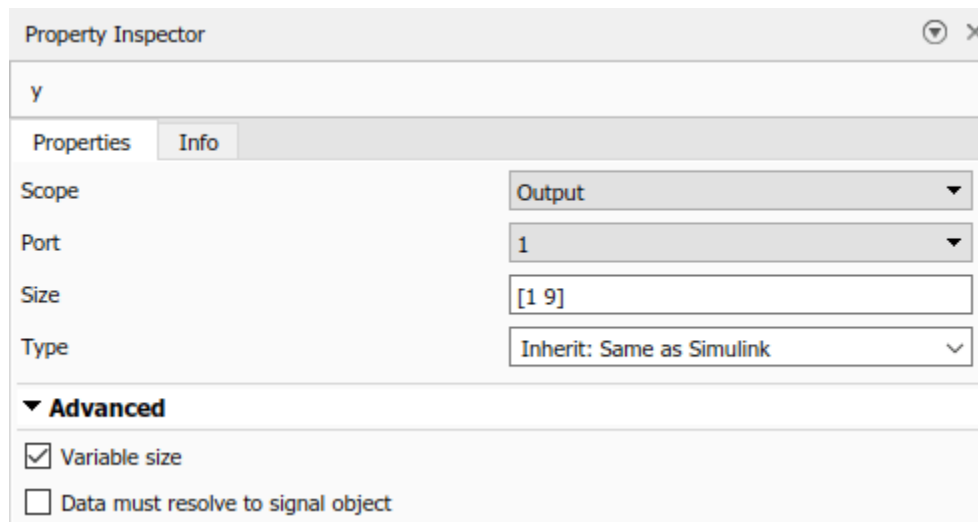 Property Inspector
y
Properties Info
Scope Output
Port 1
Size [1 9]
Type Inherit: Same as Simulink
Advanced
Variable size
Data must resolve to signal object